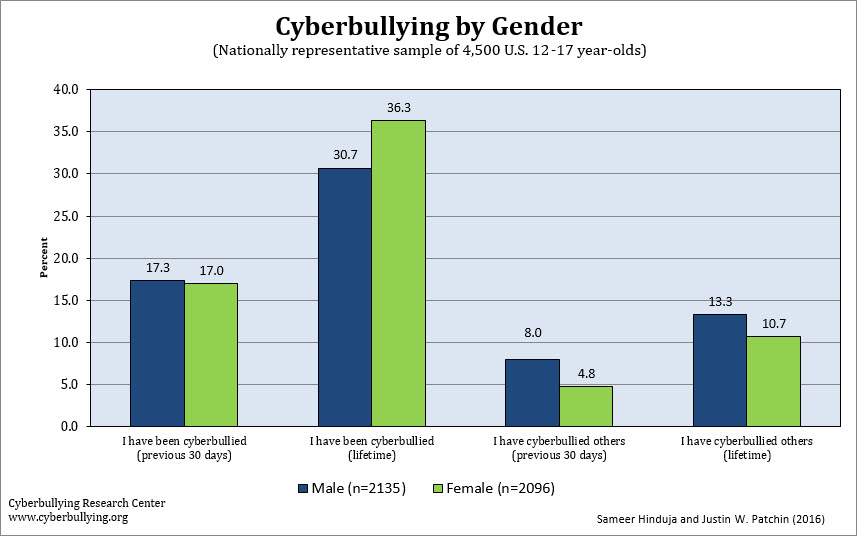 Cyberbullying by Gender
(Nationally representative sample of 4,500 U.S. 12-17 year-olds)
Percent
40.0
35.0
30.0
25.0
20.0
15.0
10.0
5.0
0.0
17.3
17.0
30.7
36.3
8.0
4.8
13.3
10.7
I have been cyberbullied
(previous 30 days)
I have been cyberbullied
(lifetime)
I have cyberbullied others
(previous 30 days)
I have cyberbullied others
(lifetime)
Male (n=2135)
Female (n=2096)
Cyberbullying Research Center
www.cyberbullying.org
Sameer Hinduja and Justin W. Patchin (2016)